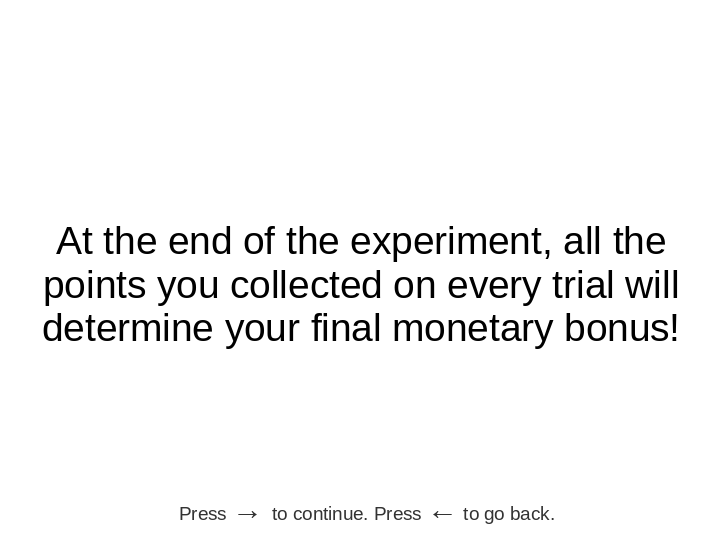 At the end of the experiment, all the
points you collected on every trial will
determine your final monetary bonus!
Press → to continue. Press ← to go back.